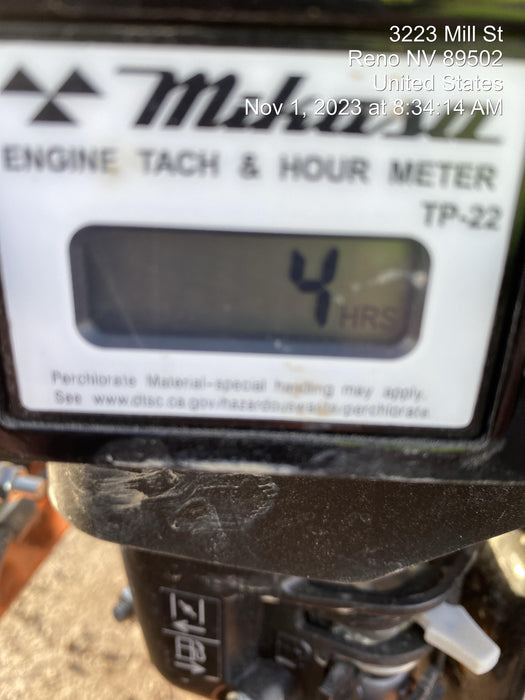 3223 Mill St
Reno NV 89502
United States
Nov 1, 2023 at 8:34:14 AM
Mikasa
ENGINE TACH & HOUR METER
TP-22
4 HRS
Perchlorate Material-special handling may apply.
See www.dtsc.ca.gov/hazardouswaste/perchlorate.